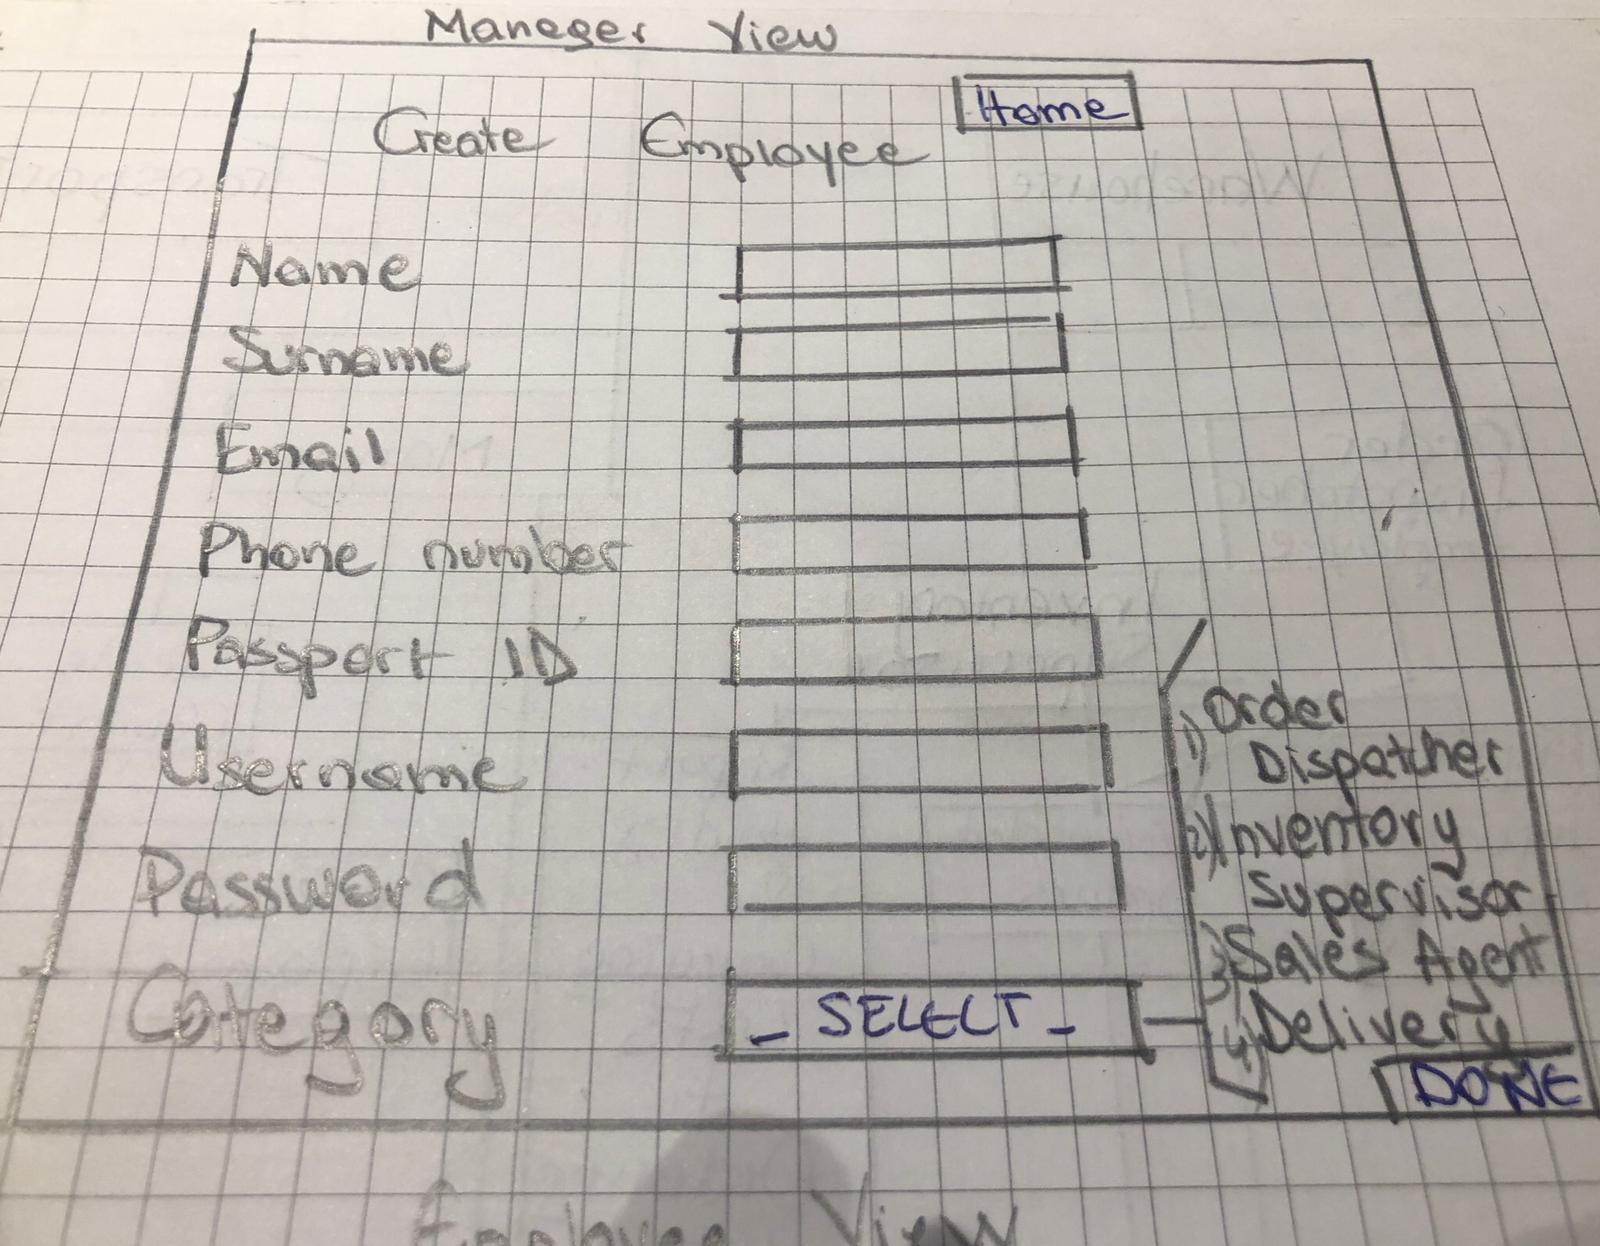 Maneger View
Home
Create Employee
Name
Surname
Email
Phone number
Passport ID
Username
Password
Category
_ SELECT _
1) Order
Dispatcher
2) Inventory
Supervisor
3) Sales Agent
4) Delivery
DONE
Employee View